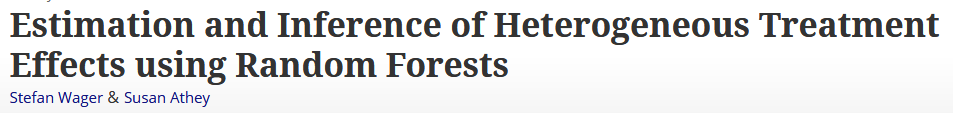 Estimation and Inference of Heterogeneous Treatment
Effects using Random Forests
Stefan Wager & Susan Athey